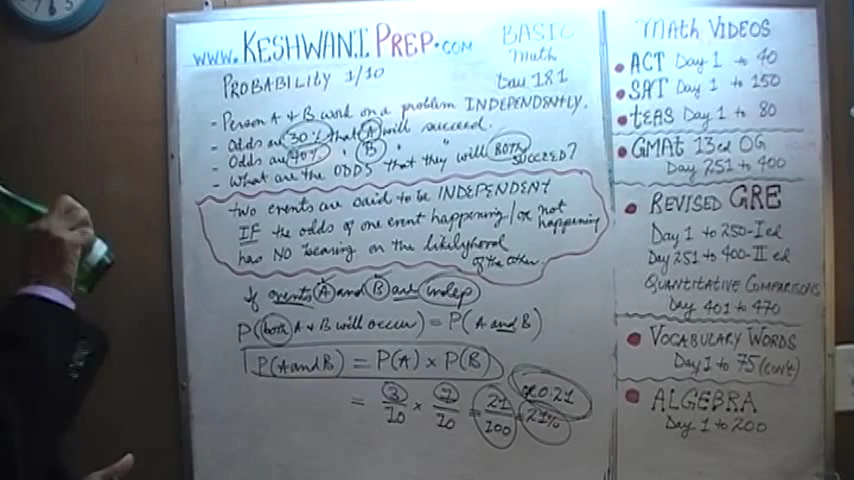 WWW. KESHWANI PREP.COM
BASIC
Math
Day 181
PROBABILITY 1/10
- Person A & B work on a problem INDEPENDENTLY.
- Odds are 30% that A will succeed.
- Odds are " B " "
- What are the ODDS that they will BOTH SUCCEED?
two events are said to be INDEPENDENT
IF the odds of one event happening / or not happening
has NO bearing on the likelyhood
of the other.
If events A and B are indep
P(both A & B will occur) = P(A and B)
P(A and B) = P(A) x P(B)
= 3/10 x 7/10 = 21/100 = 21%
or 0.21
Math VIDEOS
ACT Day 1 to 40
SAT Day 1 to 150
tEAS Day 1 to 80
GMAt 13ed OG
Day 251 to 400
REVISED GRE
Day 1 to 250-I ed
Day 251 to 400-II ed
QUANTITATIVE COMPARISONS
Day 401 to 470
VOCABULARY WORDS
Day 1 to 75 (con't)
ALGEBRA
Day 1 to 200